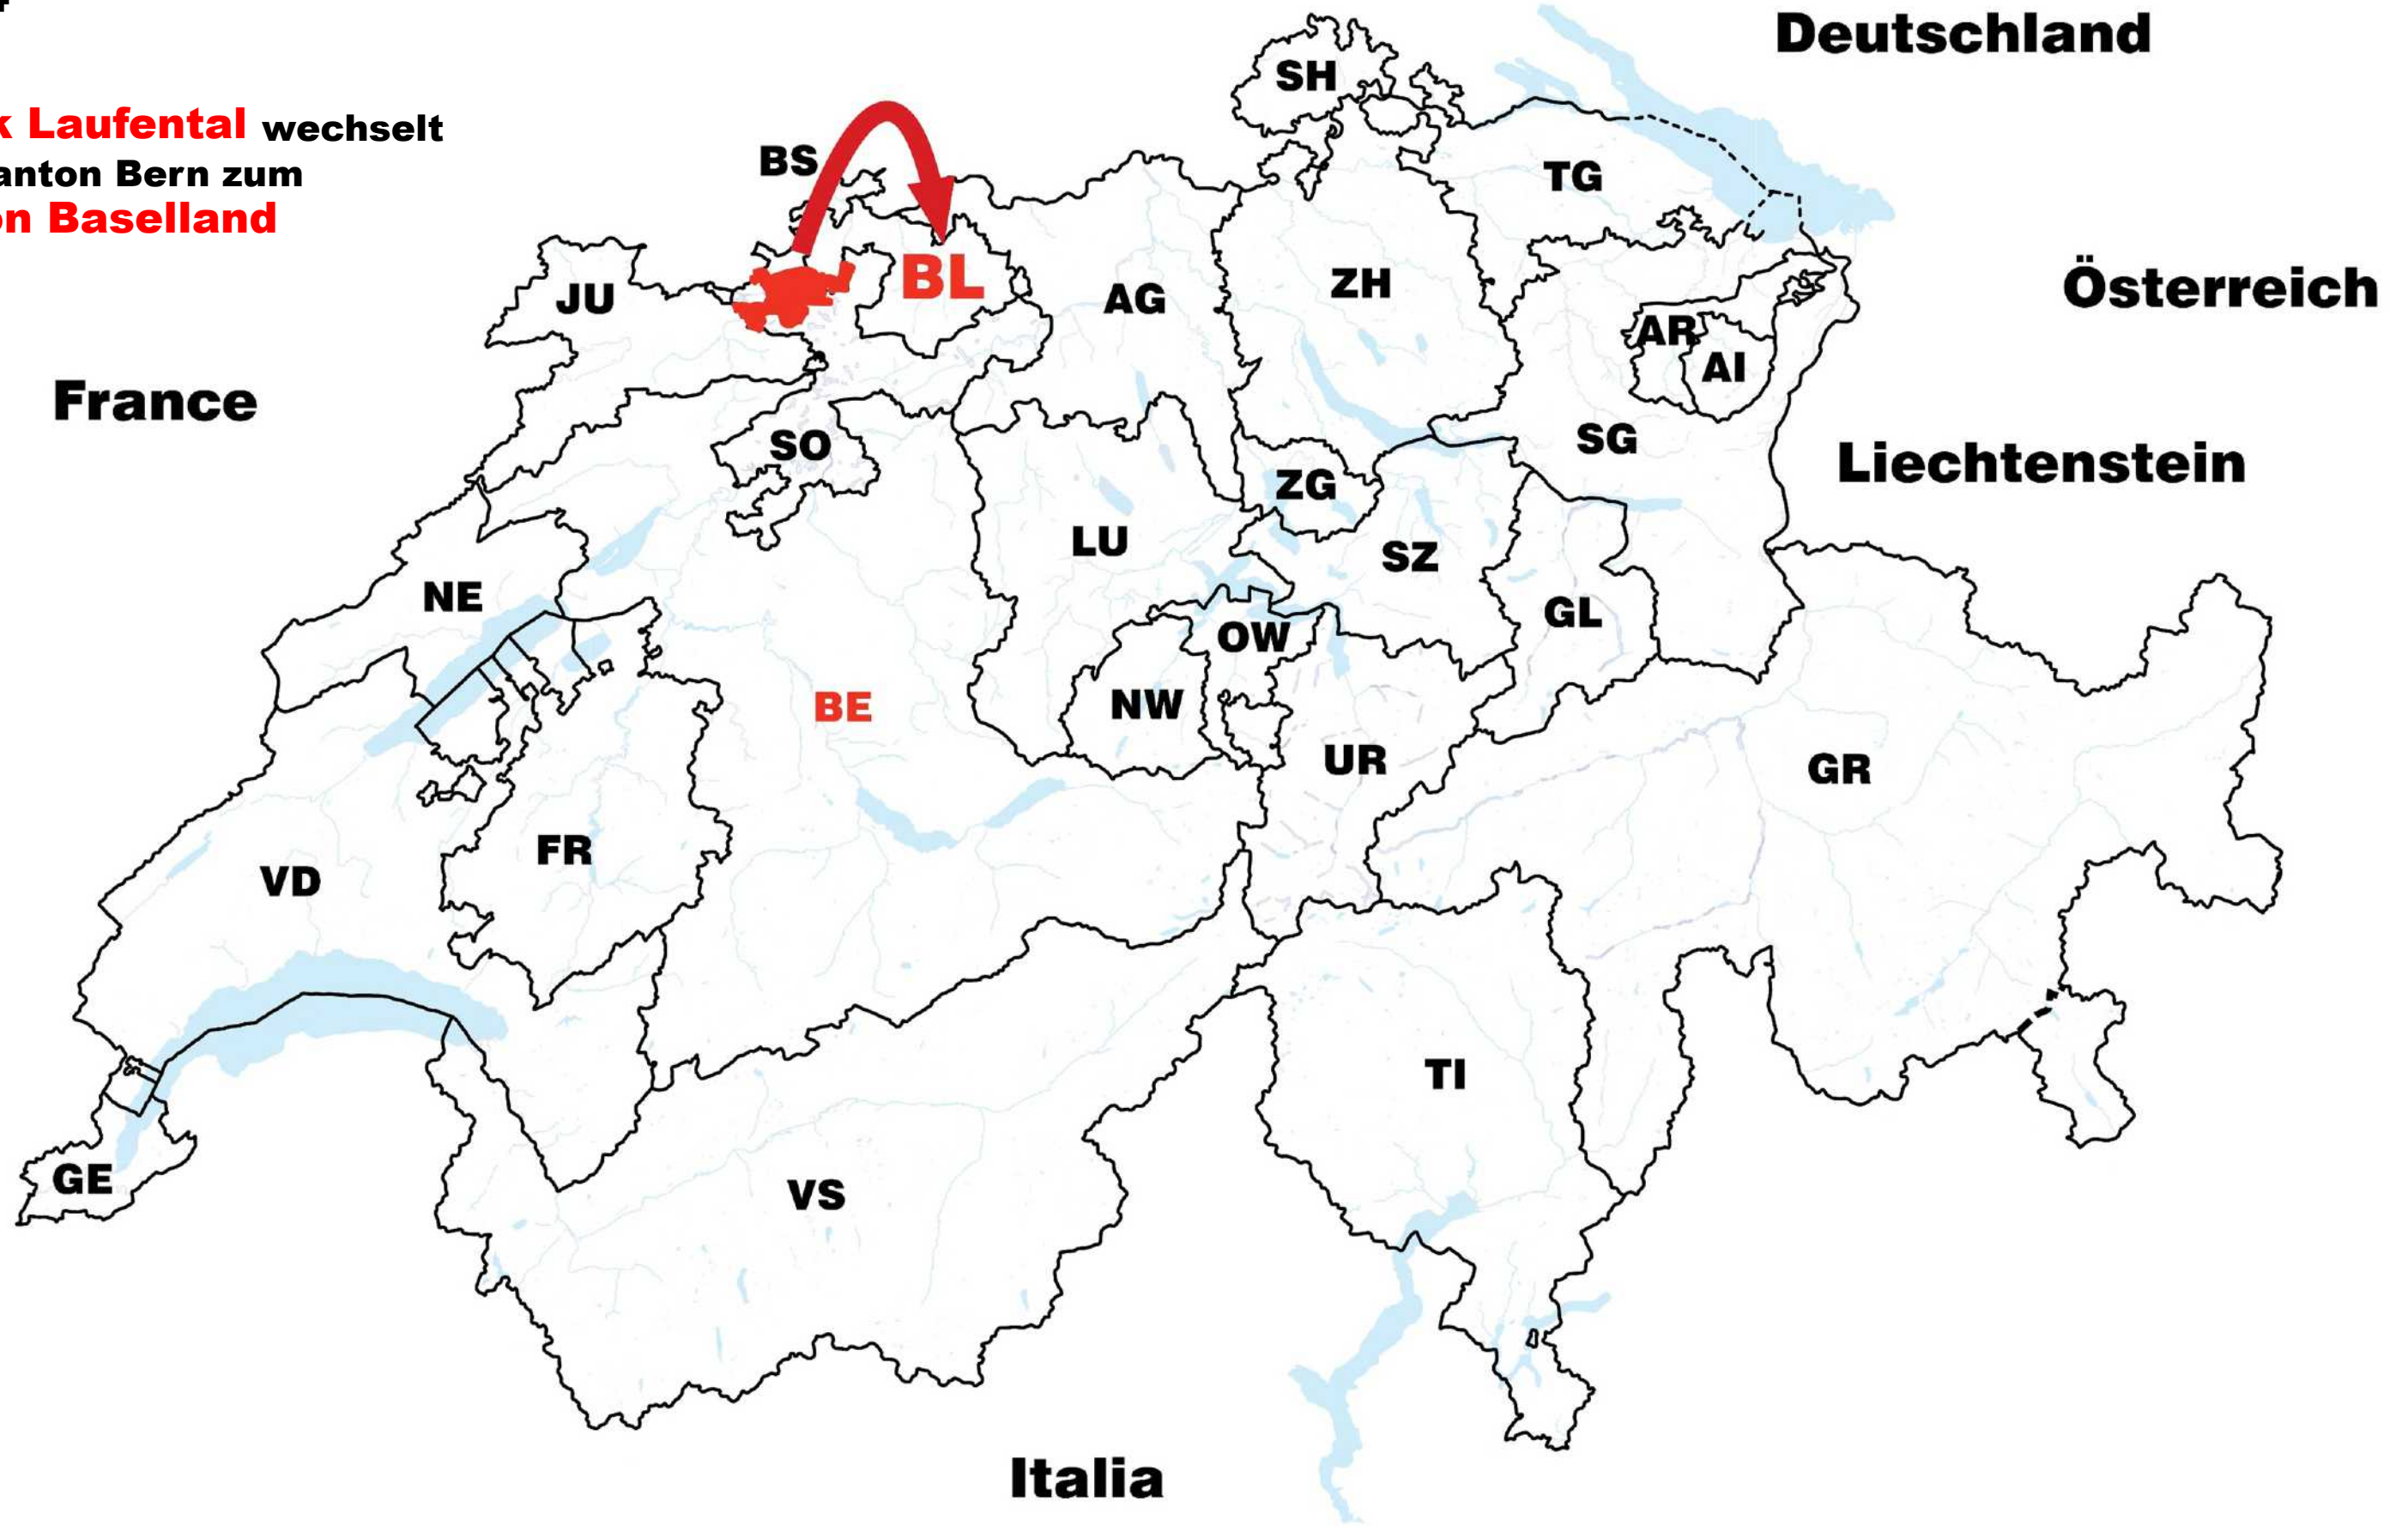 Deutschland
SH
k Laufental wechselt
anton Bern zum
on Baselland
BS
TG
JU
BL
AG
ZH
Österreich
AR
AI
France
SO
SG
ZG
Liechtenstein
LU
SZ
NE
GL
OW
BE
NW
UR
GR
FR
VD
TI
GE
VS
Italia